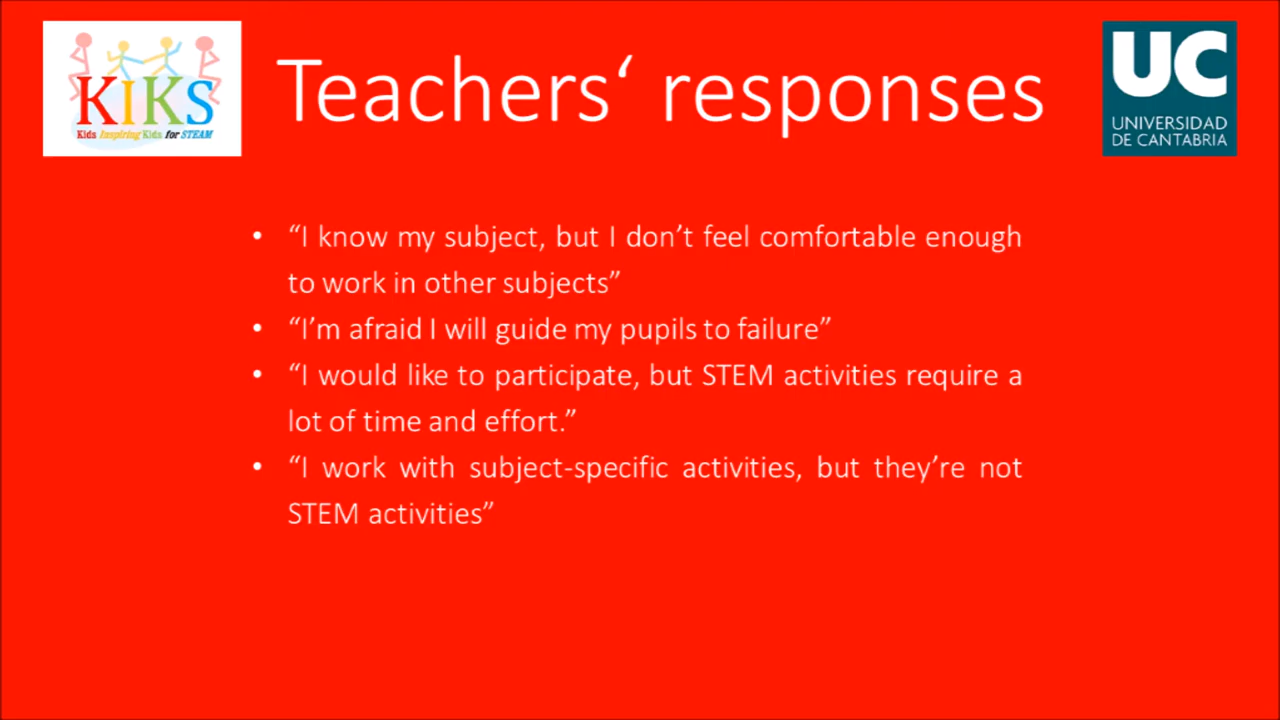 KIKS
Kids Inspiring Kids for STEAM
Teachers‘ responses
UC
UNIVERSIDAD
DE CANTABRIA
• “I know my subject, but I don’t feel comfortable enough
to work in other subjects”
• “I’m afraid I will guide my pupils to failure”
• “I would like to participate, but STEM activities require a
lot of time and effort.”
• “I work with subject-specific activities, but they’re not
STEM activities”